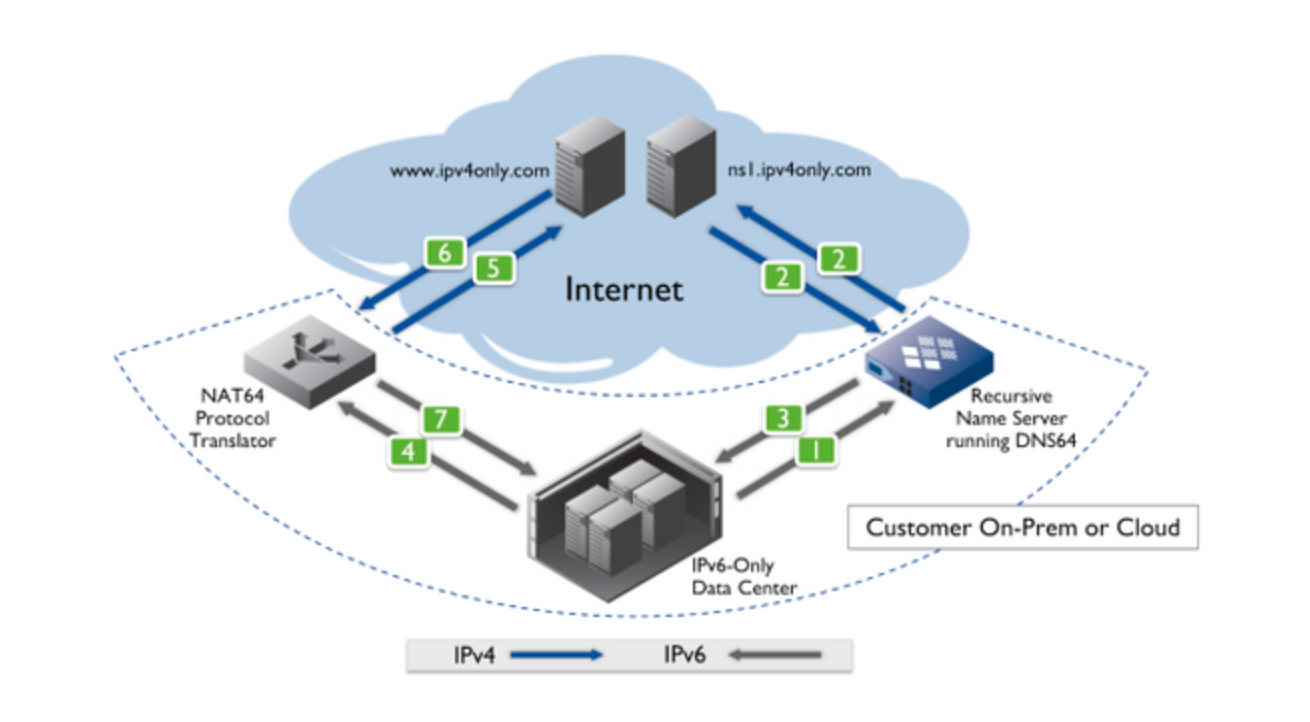 www.ipv4only.com
ns1.ipv4only.com
6
5
2
2
Internet
NAT64
Protocol
Translator
Recursive
Name Server
running DNS64
7
4
3
1
Customer On-Prem or Cloud
IPv6-Only
Data Center
IPv4
IPv6